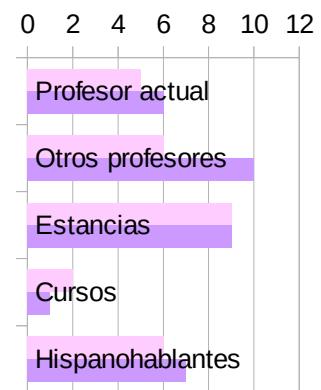 0 2 4 6 8 10 12
Profesor actual
Otros profesores
Estancias
Cursos
Hispanohablantes